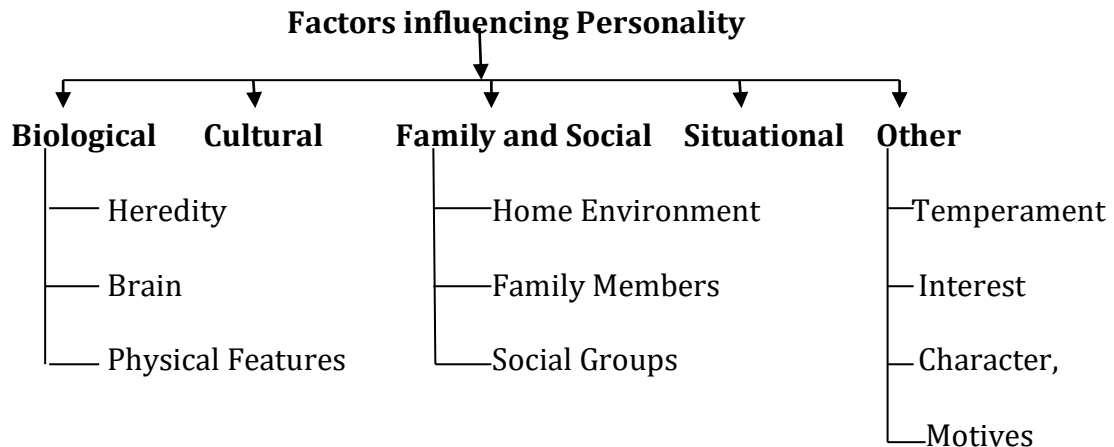 Factors influencing Personality
Biological Cultural Family and Social Situational Other
Heredity Home Environment Temperament
Brain Family Members Interest
Physical Features Social Groups Character,
Motives